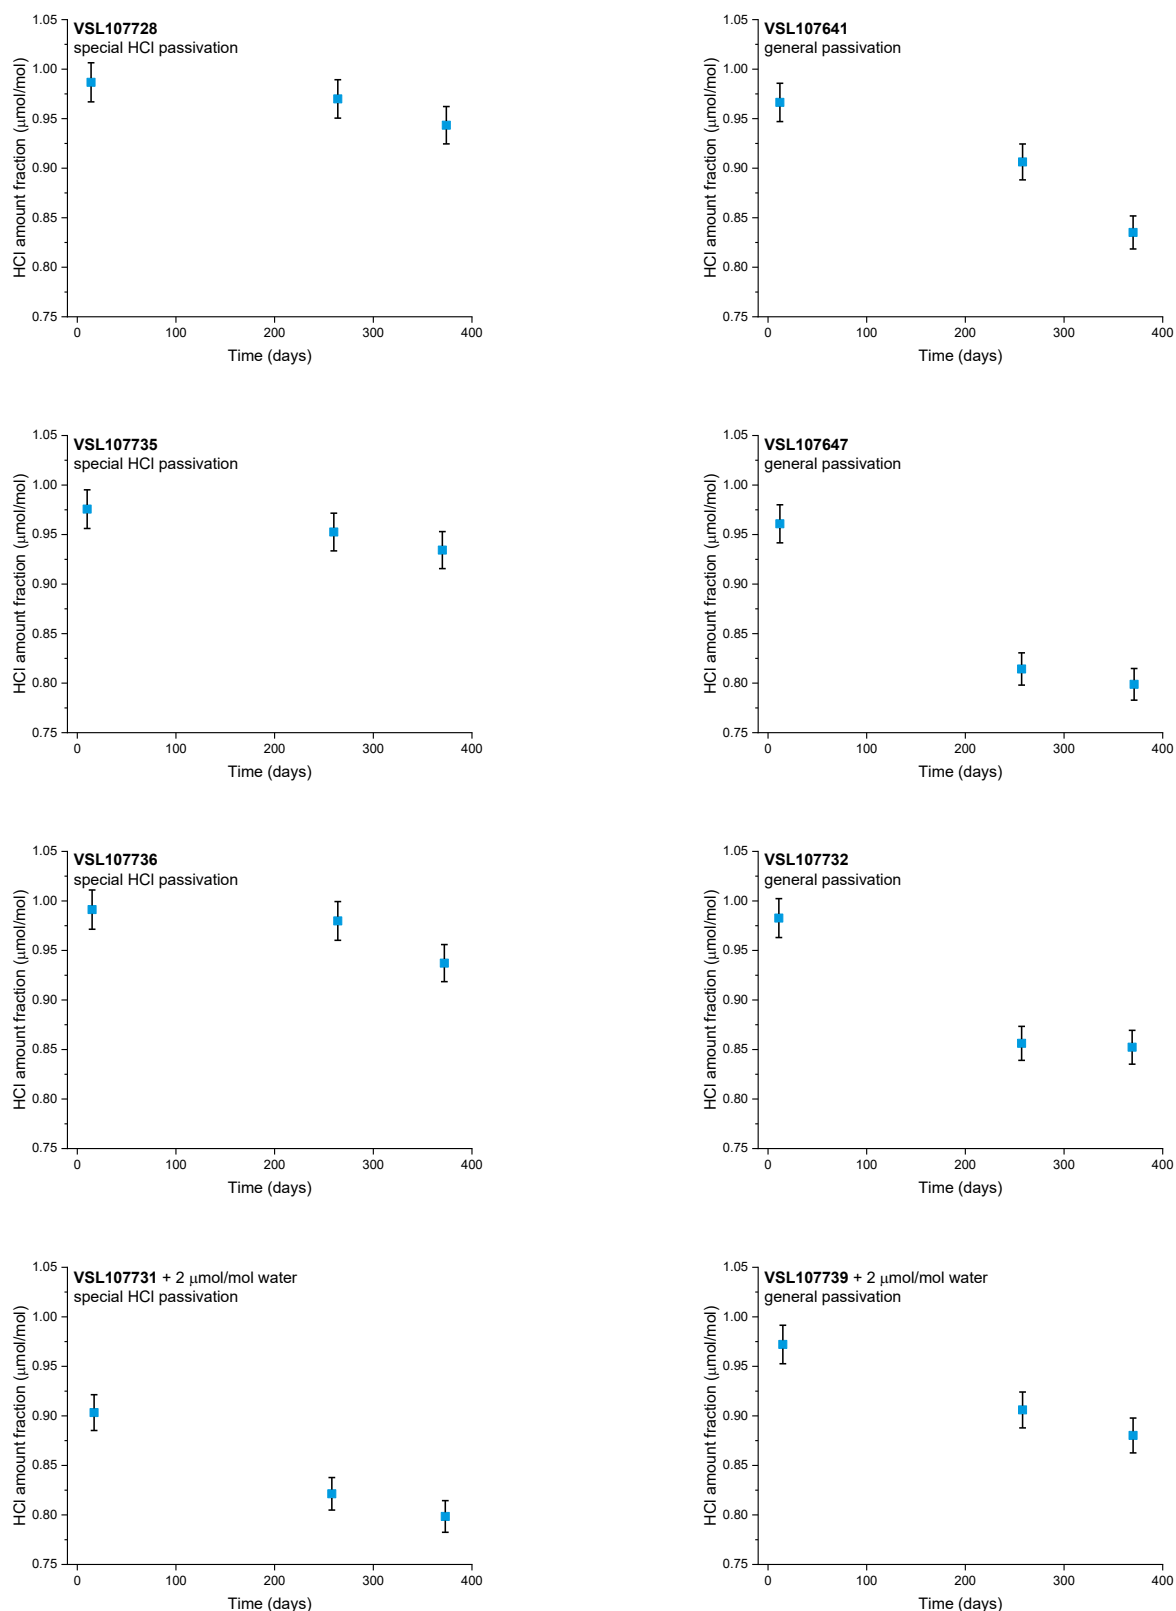 VSL107728
special HCl passivation
1.05
1.00
0.95
0.90
0.85
0.80
0.75
HCl amount fraction (μmol/mol)
0 100 200 300 400
Time (days)
VSL107641
general passivation
1.05
1.00
0.95
0.90
0.85
0.80
0.75
HCl amount fraction (μmol/mol)
0 100 200 300 400
Time (days)
VSL107735
special HCl passivation
1.05
1.00
0.95
0.90
0.85
0.80
0.75
HCl amount fraction (μmol/mol)
0 100 200 300 400
Time (days)
VSL107647
general passivation
1.05
1.00
0.95
0.90
0.85
0.80
0.75
HCl amount fraction (μmol/mol)
0 100 200 300 400
Time (days)
VSL107736
special HCl passivation
1.05
1.00
0.95
0.90
0.85
0.80
0.75
HCl amount fraction (μmol/mol)
0 100 200 300 400
Time (days)
VSL107732
general passivation
1.05
1.00
0.95
0.90
0.85
0.80
0.75
HCl amount fraction (μmol/mol)
0 100 200 300 400
Time (days)
VSL107731 + 2 μmol/mol water
special HCl passivation
1.05
1.00
0.95
0.90
0.85
0.80
0.75
HCl amount fraction (μmol/mol)
0 100 200 300 400
Time (days)
VSL107739 + 2 μmol/mol water
general passivation
1.05
1.00
0.95
0.90
0.85
0.80
0.75
HCl amount fraction (μmol/mol)
0 100 200 300 400
Time (days)